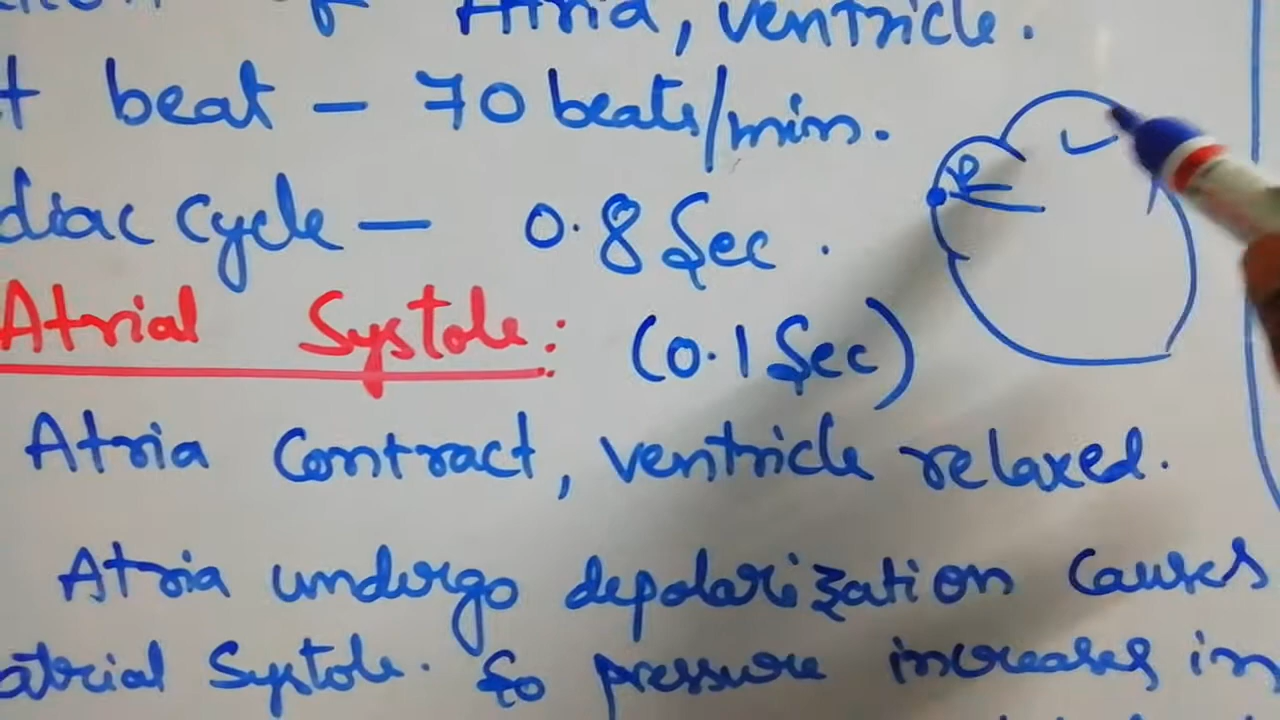 Atria, ventricle.
beat - 70 beats/min.
diac cycle - 0.8 Sec.
Atrial Systole: (0.1 Sec)
Atria Contract, ventricle relaxed.
Atria undergo depolarization Causes
atrial Systole. So pressure increases in